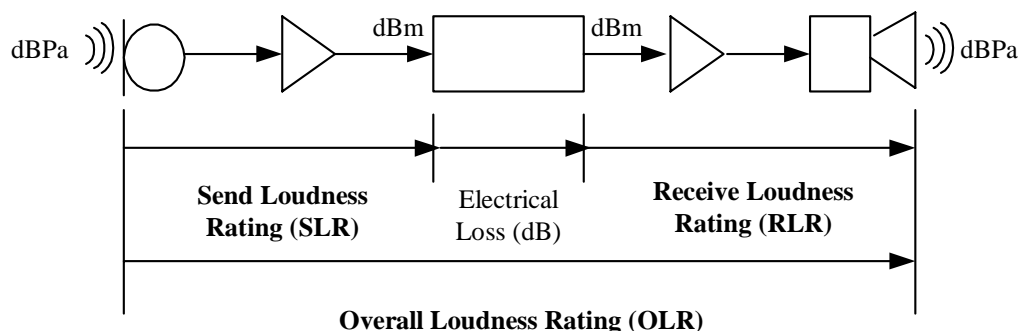 dBPa
dBm
dBm
dBPa
Send Loudness
Rating (SLR)
Electrical
Loss (dB)
Receive Loudness
Rating (RLR)
Overall Loudness Rating (OLR)